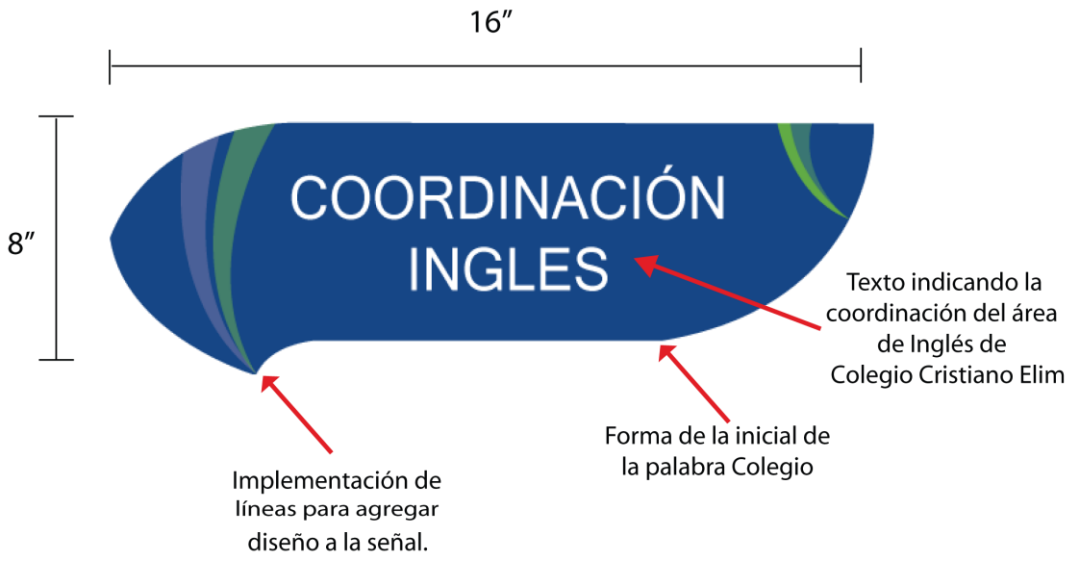 16”
8”
COORDINACIÓN
INGLES
Texto indicando la
coordinación del área
de Inglés de
Colegio Cristiano Elim
Forma de la inicial de
la palabra Colegio
Implementación de
líneas para agregar
diseño a la señal.